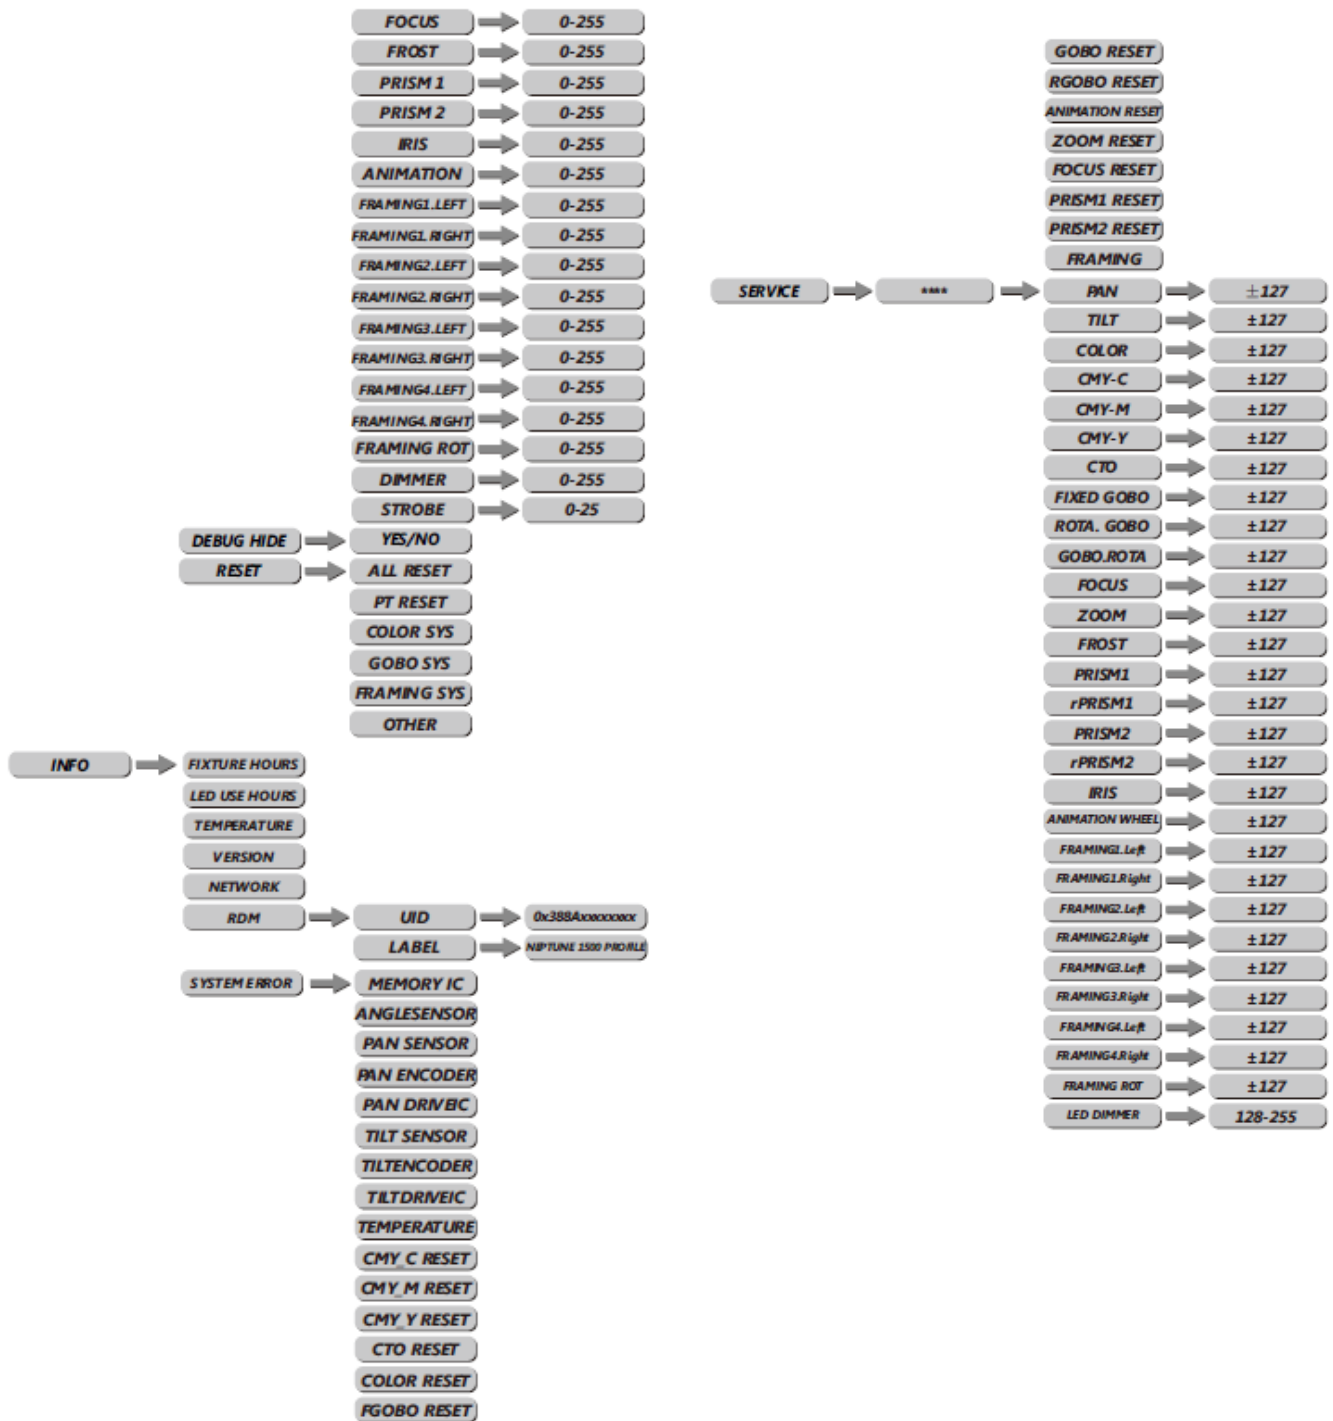 FOCUS 0-255
FROST 0-255
PRISM 1 0-255
PRISM 2 0-255
IRIS 0-255
ANIMATION 0-255
FRAMING1.LEFT 0-255
FRAMING1.RIGHT 0-255
FRAMING2.LEFT 0-255
FRAMING2.RIGHT 0-255
FRAMING3.LEFT 0-255
FRAMING3.RIGHT 0-255
FRAMING4.LEFT 0-255
FRAMING4.RIGHT 0-255
FRAMING ROT 0-255
DIMMER 0-255
STROBE 0-25
DEBUG HIDE YES/NO
RESET ALL RESET
PT RESET
COLOR SYS
GOBO SYS
FRAMING SYS
OTHER
INFO FIXTURE HOURS
LED USE HOURS
TEMPERATURE
VERSION
NETWORK
RDM UID 0x388Axxxxxxxx
LABEL NEPTUNE 1500 PROFILE
SYSTEM ERROR MEMORY IC
ANGLESENSOR
PAN SENSOR
PAN ENCODER
PAN DRIVEIC
TILT SENSOR
TILTENCODER
TILTDRIVEIC
TEMPERATURE
CMY_C RESET
CMY_M RESET
CMY_Y RESET
CTO RESET
COLOR RESET
FGOBO RESET
GOBO RESET
RGOBO RESET
ANIMATION RESET
ZOOM RESET
FOCUS RESET
PRISM1 RESET
PRISM2 RESET
FRAMING
SERVICE **** PAN ±127
TILT ±127
COLOR ±127
CMY-C ±127
CMY-M ±127
CMY-Y ±127
CTO ±127
FIXED GOBO ±127
ROTA. GOBO ±127
GOBO.ROTA ±127
FOCUS ±127
ZOOM ±127
FROST ±127
PRISM1 ±127
rPRISM1 ±127
PRISM2 ±127
rPRISM2 ±127
IRIS ±127
ANIMATION WHEEL ±127
FRAMING1.Left ±127
FRAMING1.Right ±127
FRAMING2.Left ±127
FRAMING2.Right ±127
FRAMING3.Left ±127
FRAMING3.Right ±127
FRAMING4.Left ±127
FRAMING4.Right ±127
FRAMING ROT ±127
LED DIMMER 128-255